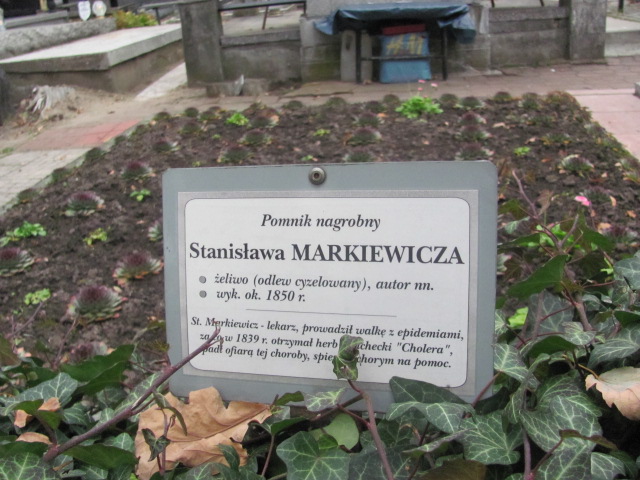 Pomnik nagrobny
Stanisława MARKIEWICZA
żeliwo (odlew cyzelowany), autor nn.
wyk. ok. 1850 r.
St. Markiewicz - lekarz, prowadził walkę z epidemiami,
za co w 1839 r. otrzymał herb "Cholera",
padł ofiarą tej choroby, spiesząc chorym na pomoc.